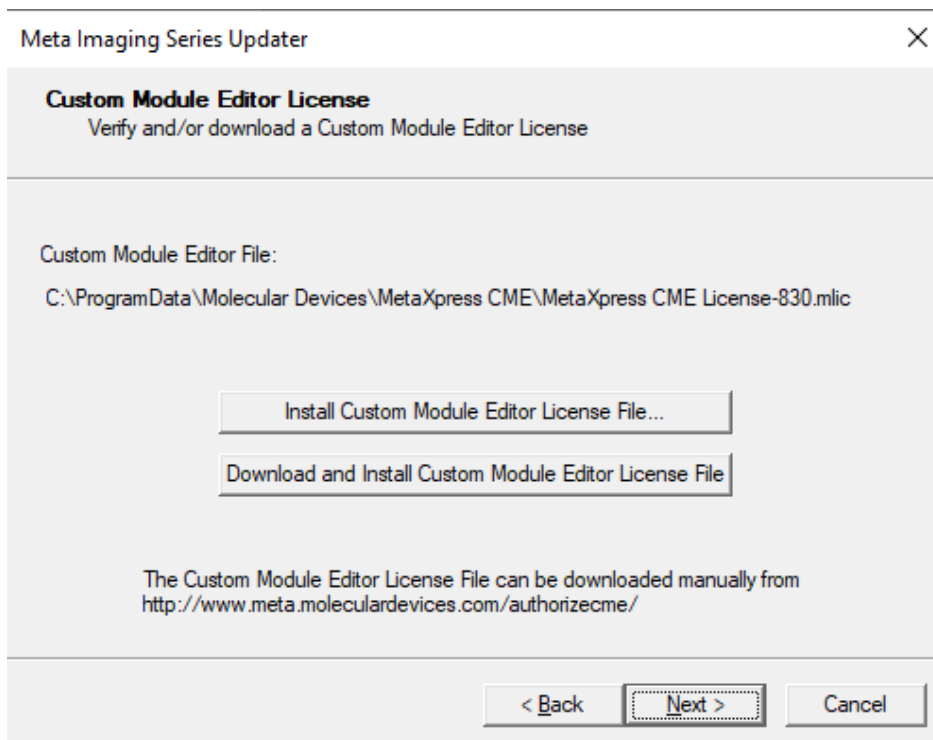 Meta Imaging Series Updater
Custom Module Editor License
Verify and/or download a Custom Module Editor License
Custom Module Editor File:
C:\ProgramData\Molecular Devices\MetaXpress CME\MetaXpress CME License-830.mlic
Install Custom Module Editor License File...
Download and Install Custom Module Editor License File
The Custom Module Editor License File can be downloaded manually from
http://www.meta.moleculardevices.com/authorizecme/
< Back Next > Cancel